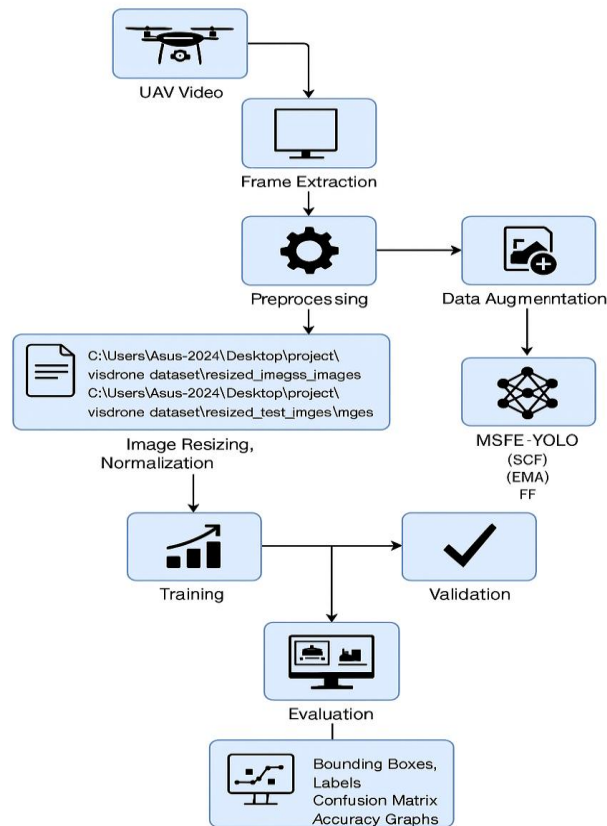 UAV Video
Frame Extraction
Preprocessing
Data Augmenntation
C:\Users\Asus-2024\Desktop\project\
visdrone dataset\resized_imegss_images
C:\Users\Asus-2024\Desktop\project\
visdrone dataset\resized_test_jmges\mges
Image Resizing,
Normalization
MSFE-YOLO
(SCF)
(EMA)
FF
Training
Validation
Evaluation
Bounding Boxes,
Labels
Confusion Matrix
Accuracy Graphs